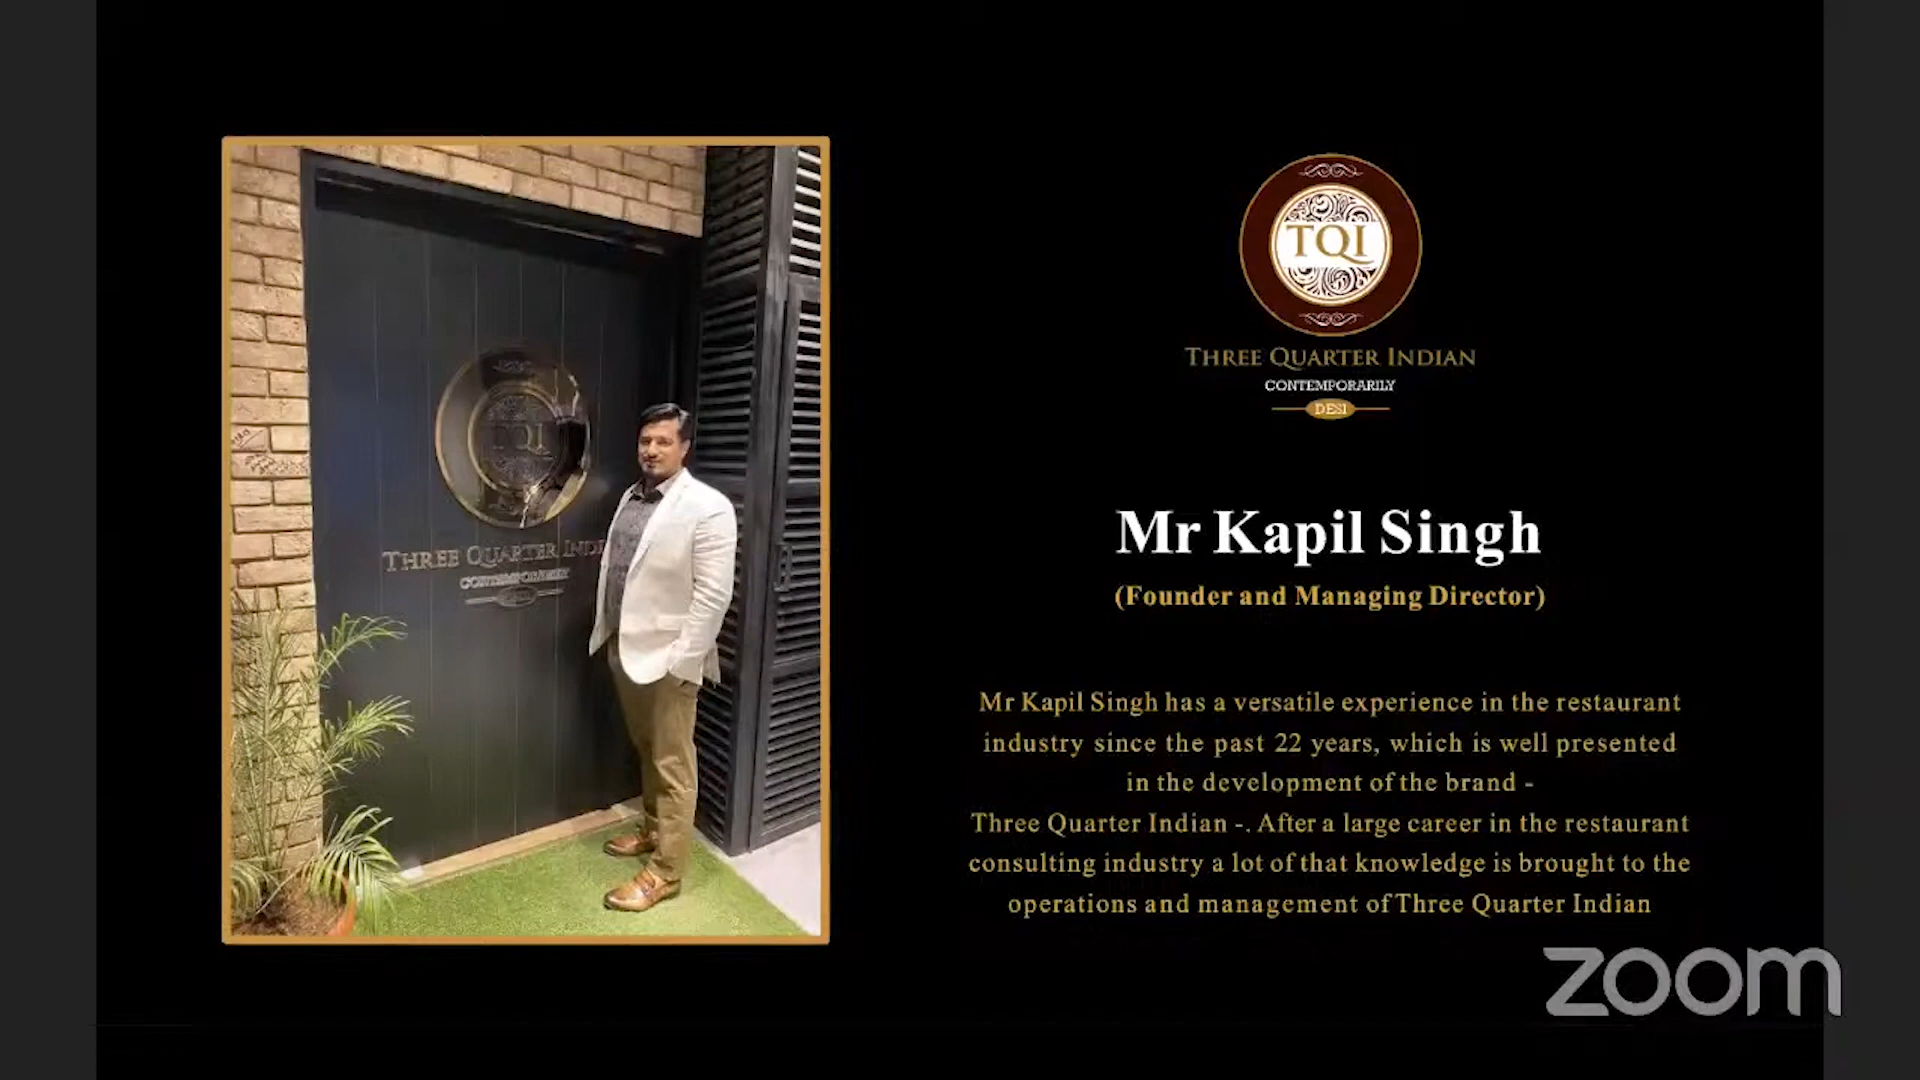 TQI
THREE QUARTER INDI
CONTEMPORARILY
TQI
THREE QUARTER INDIAN
CONTEMPORARILY
DESI
Mr Kapil Singh
(Founder and Managing Director)
Mr Kapil Singh has a versatile experience in the restaurant
industry since the past 22 years, which is well presented
in the development of the brand -
Three Quarter Indian -. After a large career in the restaurant
consulting industry a lot of that knowledge is brought to the
operations and management of Three Quarter Indian
zoom